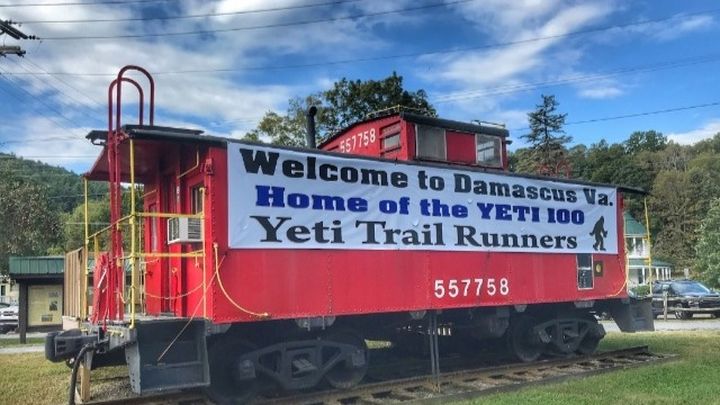 557758
Welcome to Damascus Va.
Home of the YETI 100
Yeti Trail Runners
557758